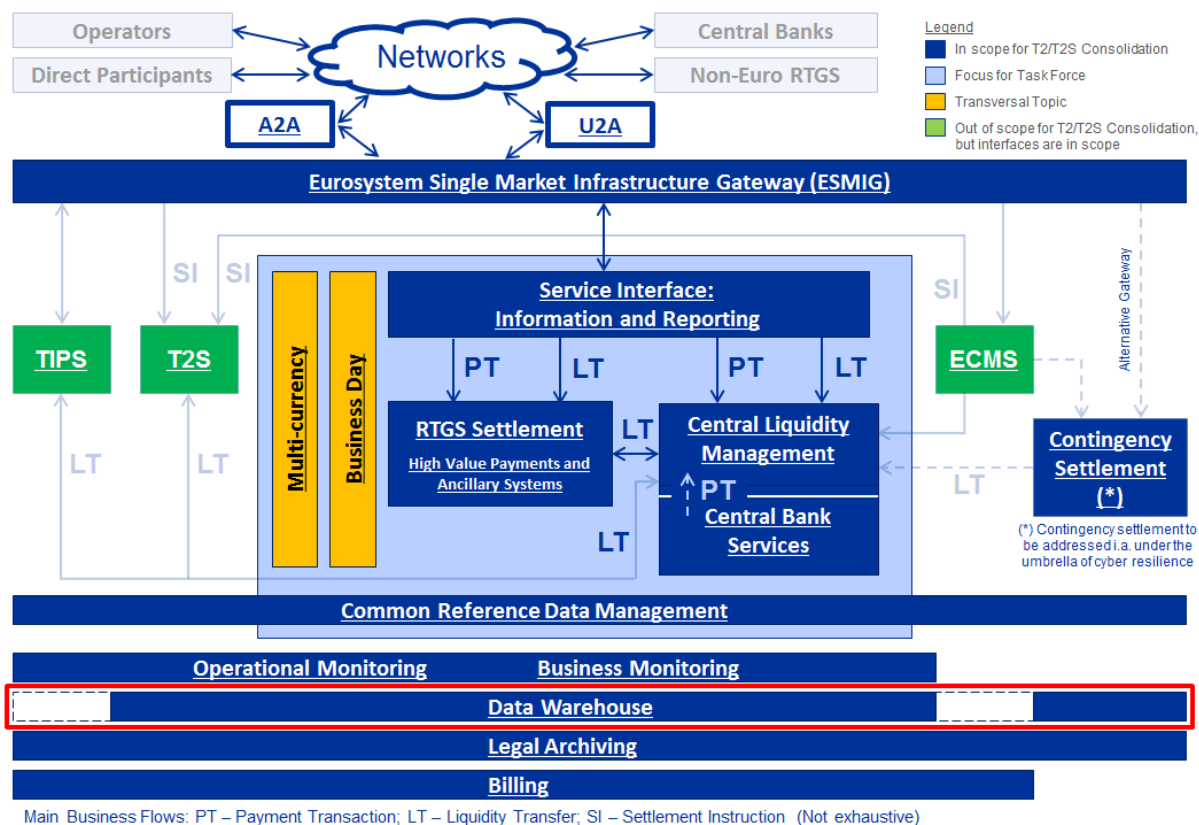 Operators
Direct Participants
Networks
Central Banks
Non-Euro RTGS
Legend
In scope for T2/T2S Consolidation
Focus for Task Force
Transversal Topic
Out of scope for T2/T2S Consolidation,
but interfaces are in scope
A2A
U2A
Eurosystem Single Market Infrastructure Gateway (ESMIG)
SI
SI
SI
Alternative Gateway
Multi-currency
Business Day
Service Interface:
Information and Reporting
TIPS
T2S
ECMS
PT
LT
PT
LT
RTGS Settlement
High Value Payments and
Ancillary Systems
LT
Central Liquidity
Management
PT
Central Bank
Services
LT
LT
LT
LT
Contingency
Settlement
(*)
(*) Contingency settlement to
be addressed i.a. under the
umbrella of cyber resilience
Common Reference Data Management
Operational Monitoring
Business Monitoring
Data Warehouse
Legal Archiving
Billing
Main Business Flows: PT – Payment Transaction; LT – Liquidity Transfer; SI – Settlement Instruction (Not exhaustive)